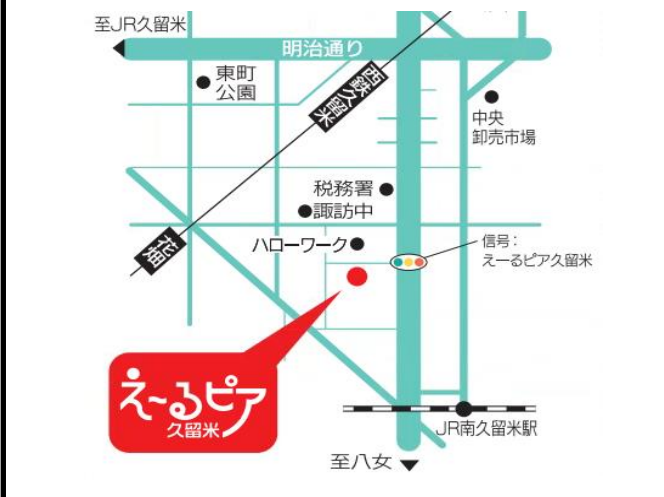 至JR久留米
明治通り
東町
公園
西鉄久留米
中央
卸売市場
税務署
諏訪中
花畑
ハローワーク
信号：
えーるピア久留米
え～るピア
久留米
JR南久留米駅
至八女